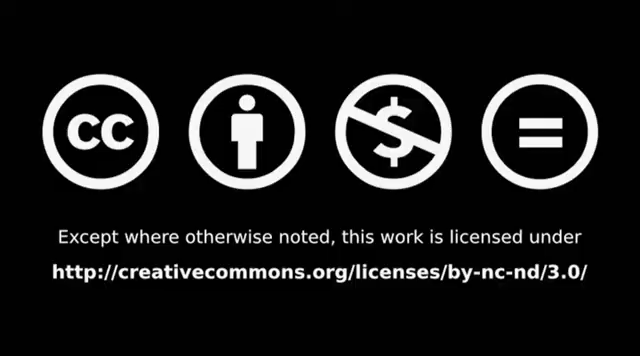 cc
$
=
Except where otherwise noted, this work is licensed under
http://creativecommons.org/licenses/by-nc-nd/3.0/